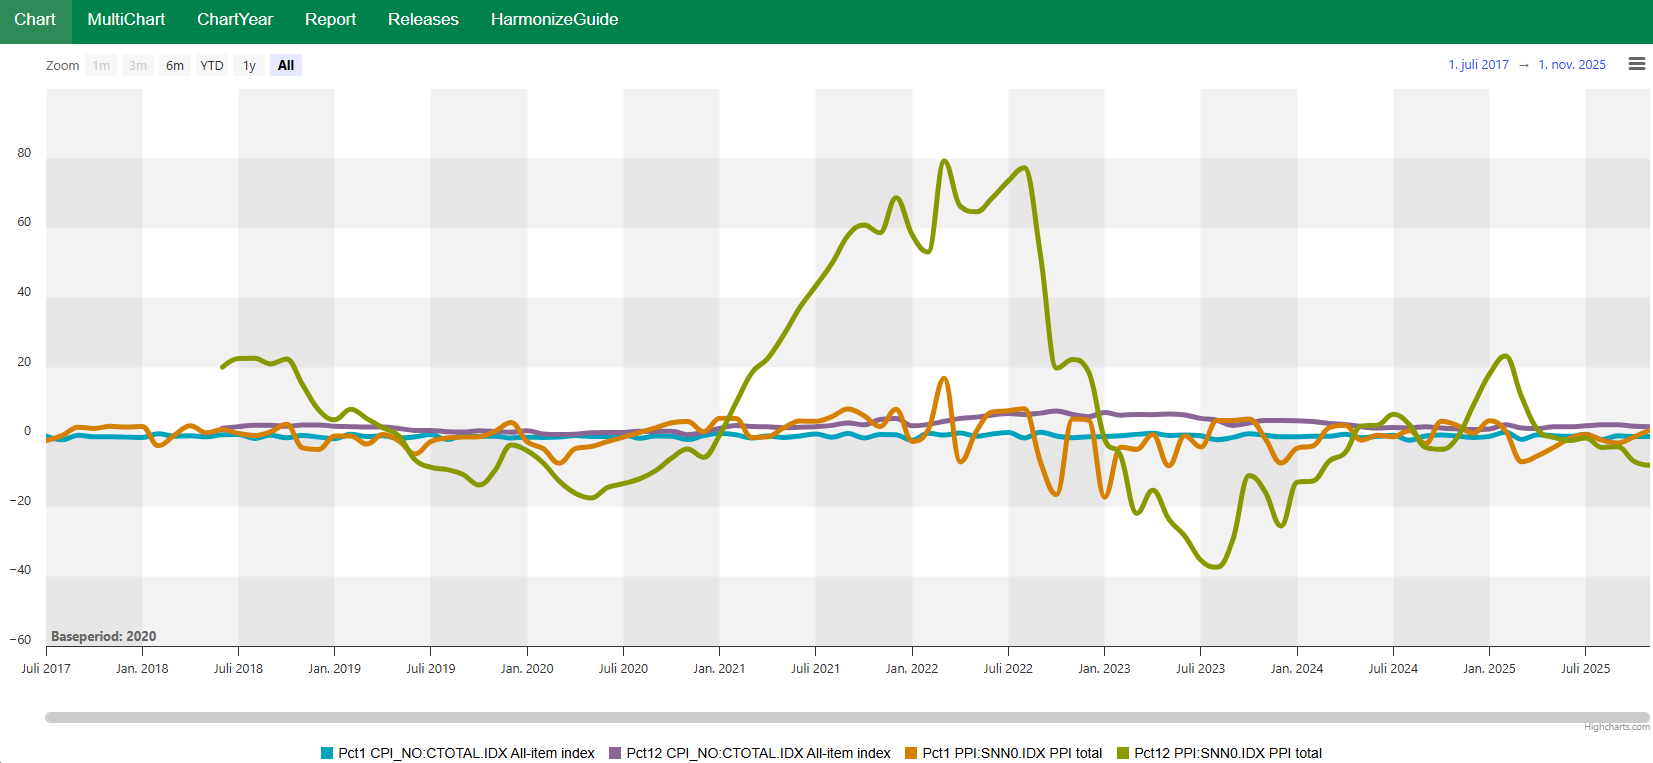 Chart MultiChart ChartYear Report Releases HarmonizeGuide
Zoom 1m 3m 6m YTD 1y All 1. juli 2017 → 1. nov. 2025
80
60
40
20
0
−20
−40
−60
Baseperiod: 2020
Juli 2017 Jan. 2018 Juli 2018 Jan. 2019 Juli 2019 Jan. 2020 Juli 2020 Jan. 2021 Juli 2021 Jan. 2022 Juli 2022 Jan. 2023 Juli 2023 Jan. 2024 Juli 2024 Jan. 2025 Juli 2025
Highcharts.com
Pct1 CPI_NO:CTOTAL.IDX All-item index Pct12 CPI_NO:CTOTAL.IDX All-item index Pct1 PPI:SNN0.IDX PPI total Pct12 PPI:SNN0.IDX PPI total